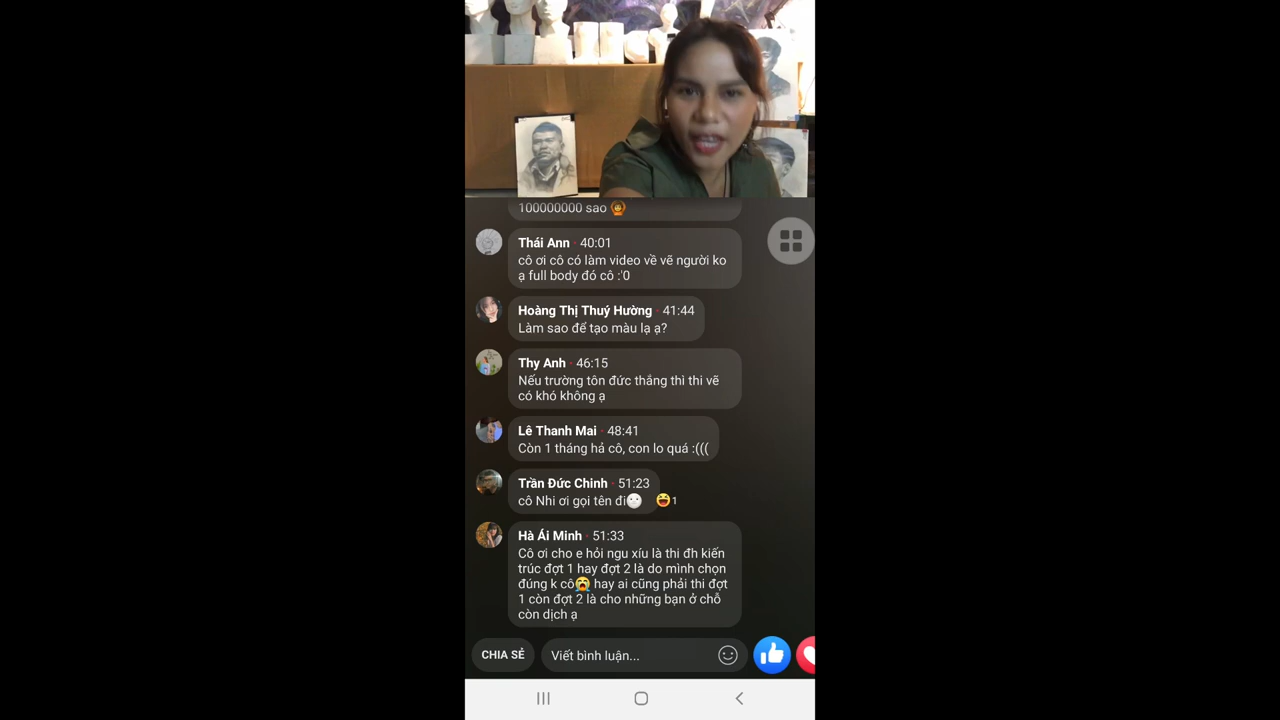 100000000 sao 🙆
Thái Ann · 40:01
cô ơi cô có làm video về vẽ người ko
ạ full body đó cô :'0
Hoàng Thị Thuý Hường · 41:44
Làm sao để tạo màu lạ ạ?
Thy Anh · 46:15
Nếu trường tôn đức thắng thì thi vẽ
có khó không ạ
Lê Thanh Mai · 48:41
Còn 1 tháng hả cô, con lo quá :(((
Trần Đức Chinh · 51:23
cô Nhi ơi gọi tên đi😶 😆1
Hà Ái Minh · 51:33
Cô ơi cho e hỏi ngu xíu là thi đh kiến
trúc đợt 1 hay đợt 2 là do mình chọn
đúng k cô😭 hay ai cũng phải thi đợt
1 còn đợt 2 là cho những bạn ở chỗ
còn dịch ạ
CHIA SẺ
Viết bình luận...